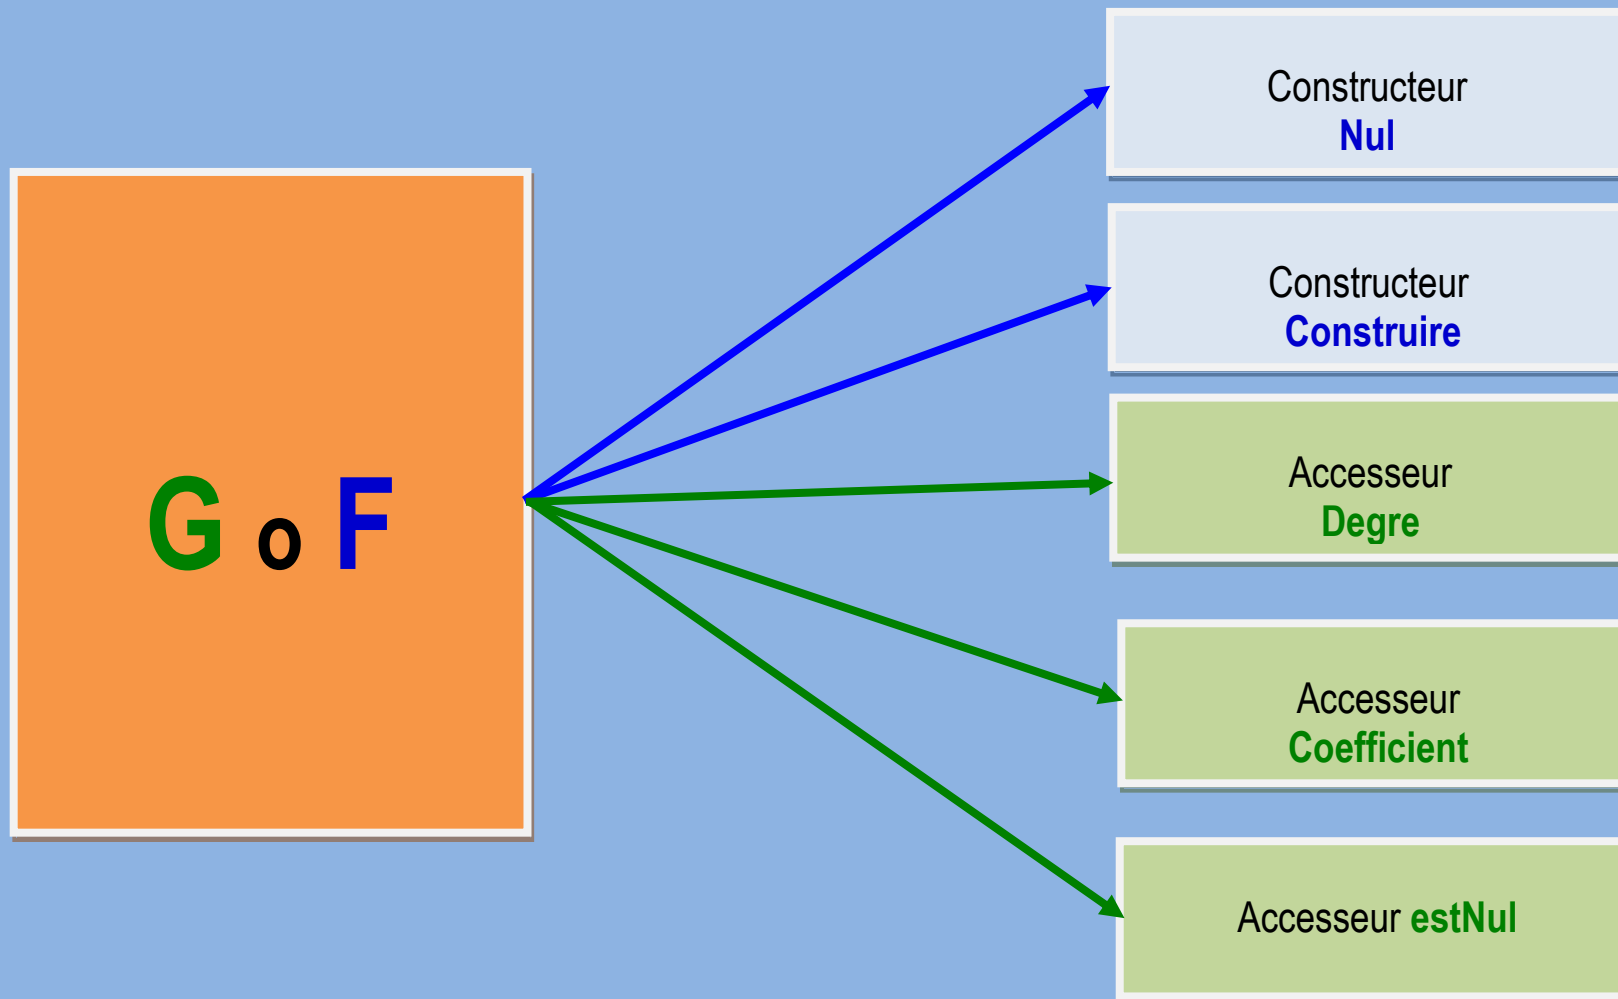 Constructeur
Nul
Constructeur
Construire
Accesseur
Degre
G o F
Accesseur
Coefficient
Accesseur estNul